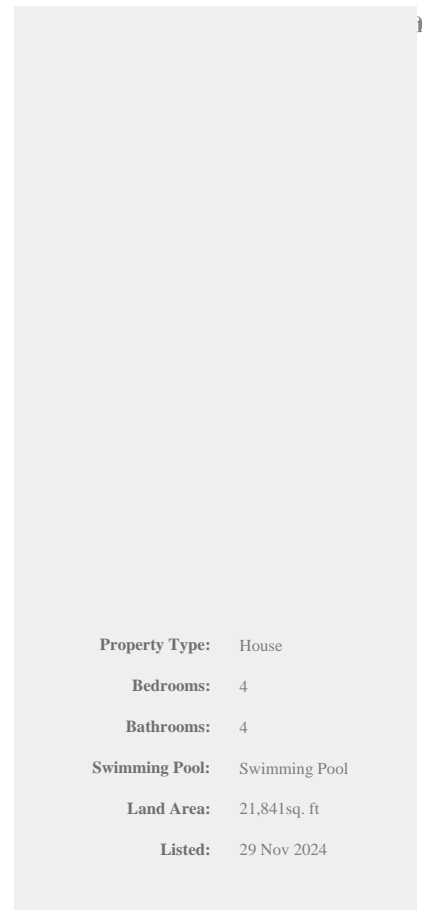 Property Type: House
Bedrooms: 4
Bathrooms: 4
Swimming Pool: Swimming Pool
Land Area: 21,841sq. ft
Listed: 29 Nov 2024